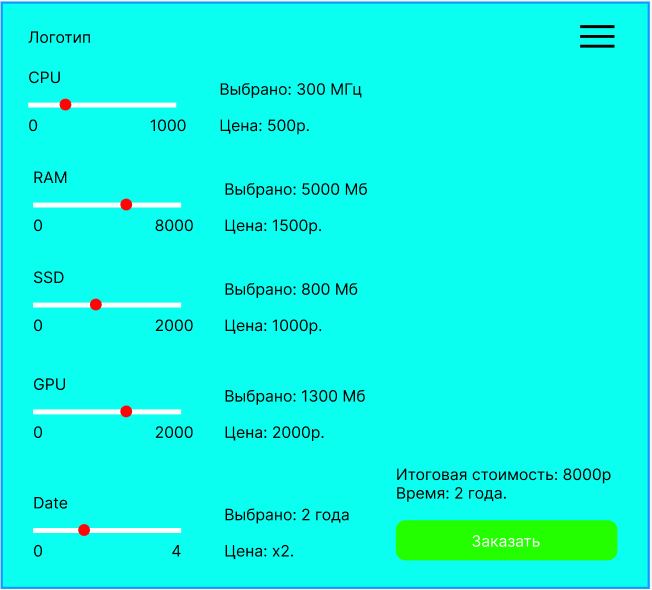 Логотип
CPU
Выбрано: 300 МГц
0 1000
Цена: 500р.
RAM
Выбрано: 5000 Мб
0 8000
Цена: 1500р.
SSD
Выбрано: 800 Мб
0 2000
Цена: 1000р.
GPU
Выбрано: 1300 Мб
0 2000
Цена: 2000р.
Date
Выбрано: 2 года
0 4
Цена: x2.
Итоговая стоимость: 8000р
Время: 2 года.
Заказать